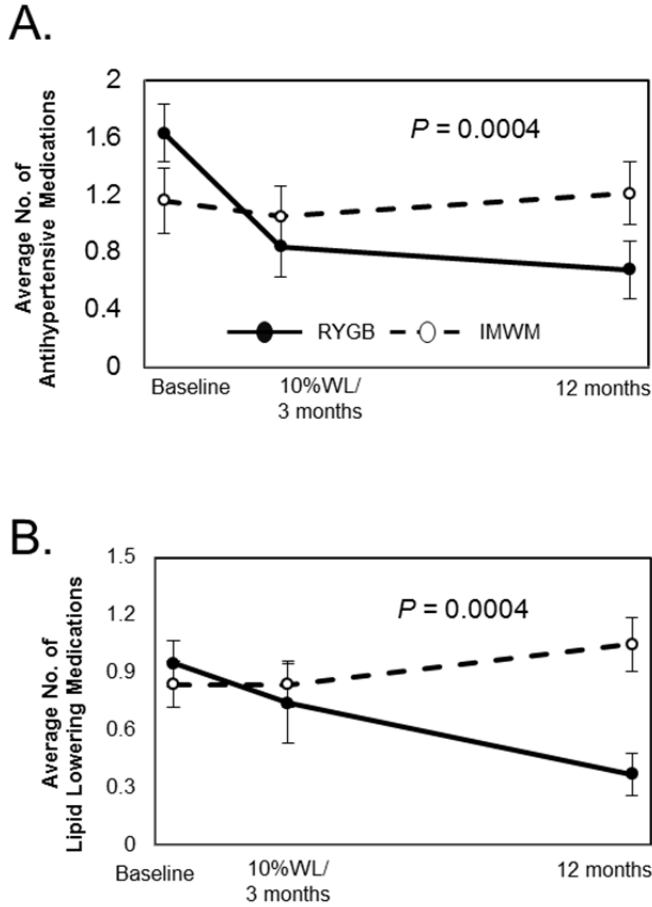 A.
Average No. of
Antihypertensive Medications
2
1.6
1.2
0.8
0.4
0
P = 0.0004
RYGB
IMWM
Baseline
10%WL/
3 months
12 months
B.
Average No. of
Lipid Lowering Medications
1.5
1.2
0.9
0.6
0.3
0
P = 0.0004
Baseline
10%WL/
3 months
12 months